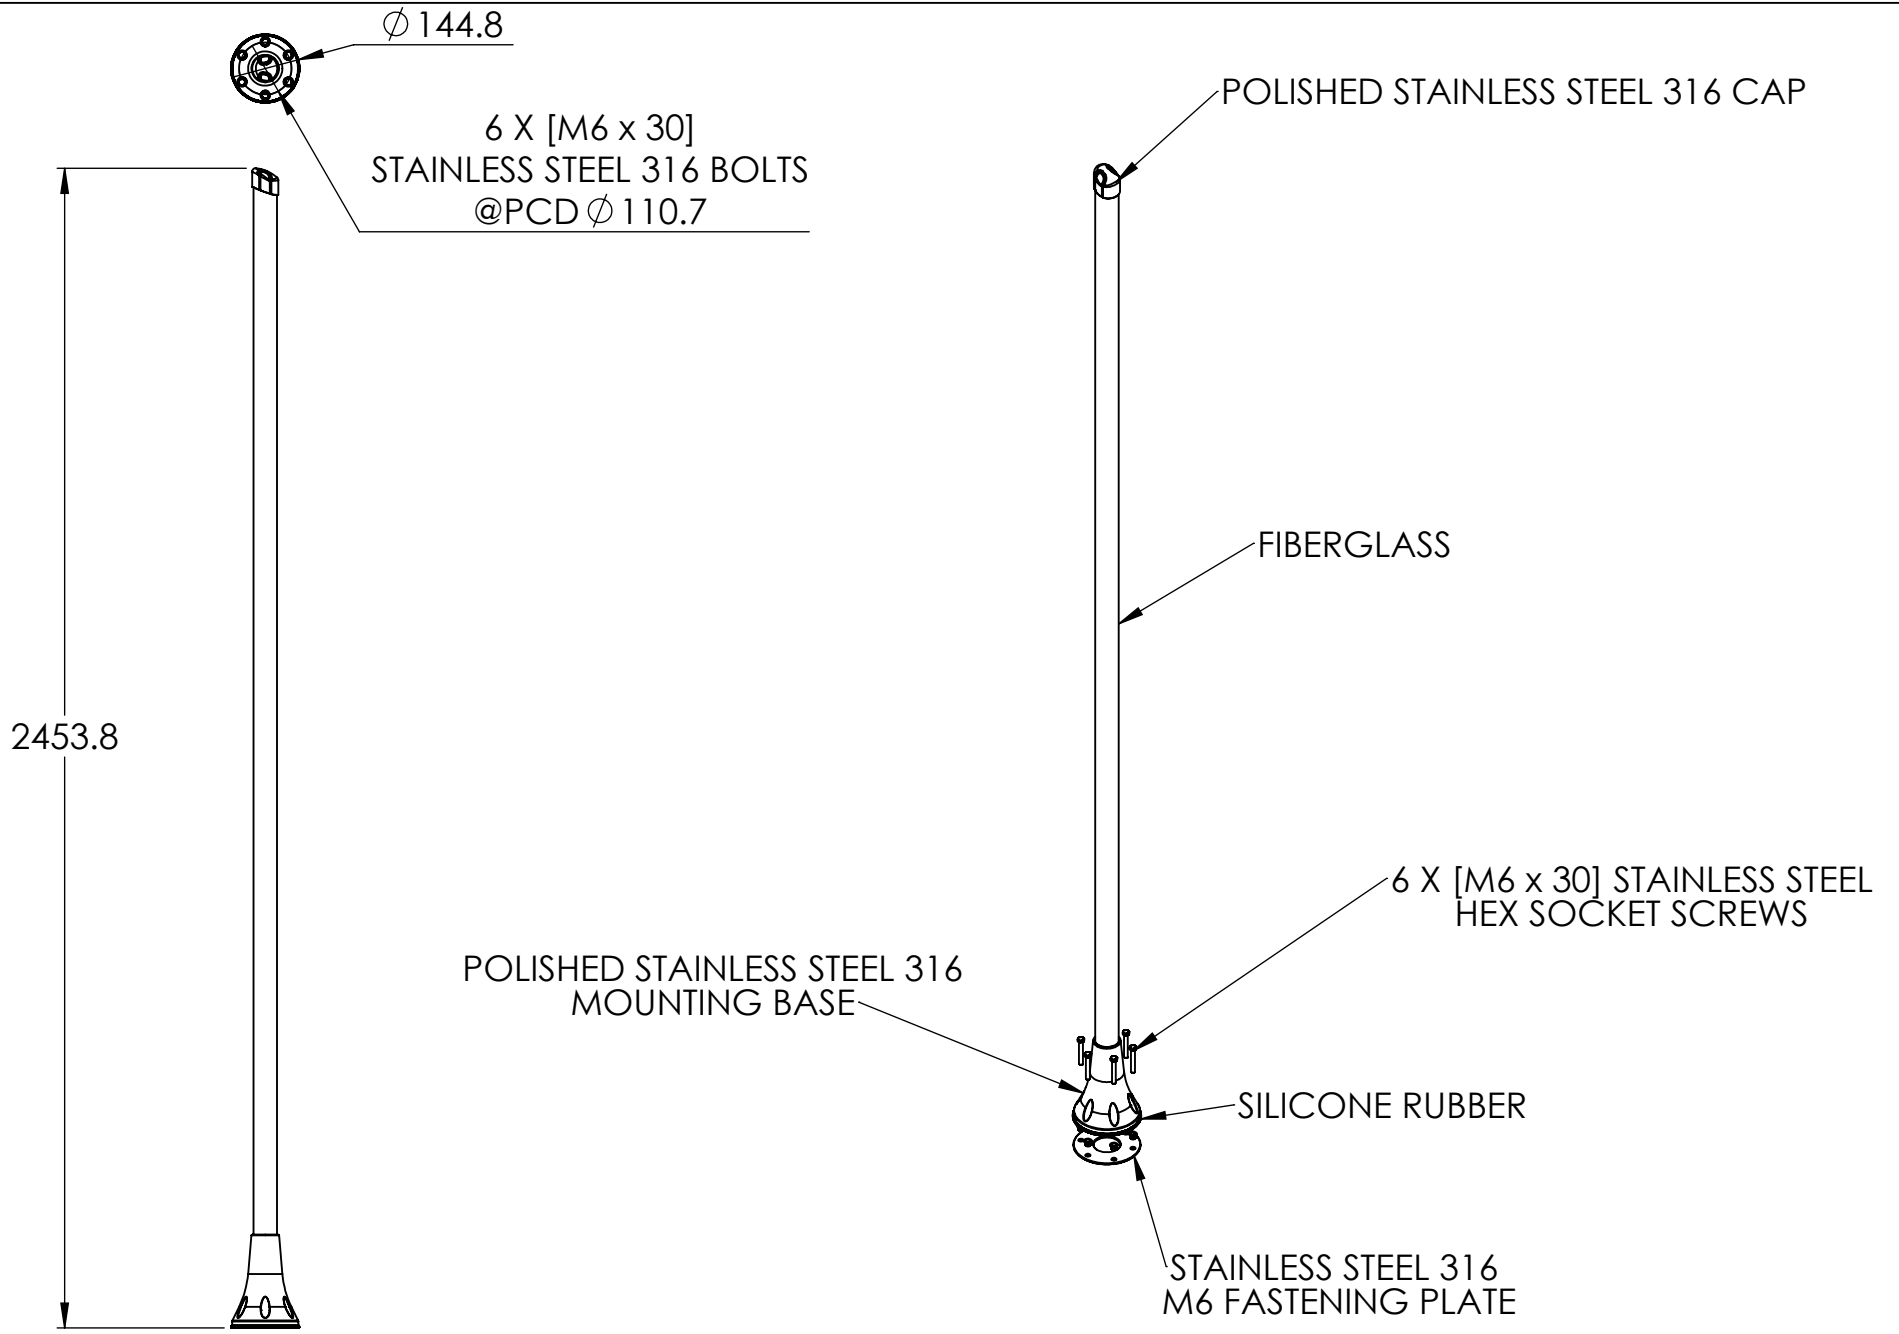 ⌀ 144.8
6 X [M6 x 30]
STAINLESS STEEL 316 BOLTS
@PCD ⌀ 110.7
POLISHED STAINLESS STEEL 316 CAP
FIBERGLASS
2453.8
6 X [M6 x 30] STAINLESS STEEL
HEX SOCKET SCREWS
POLISHED STAINLESS STEEL 316
MOUNTING BASE
SILICONE RUBBER
STAINLESS STEEL 316
M6 FASTENING PLATE